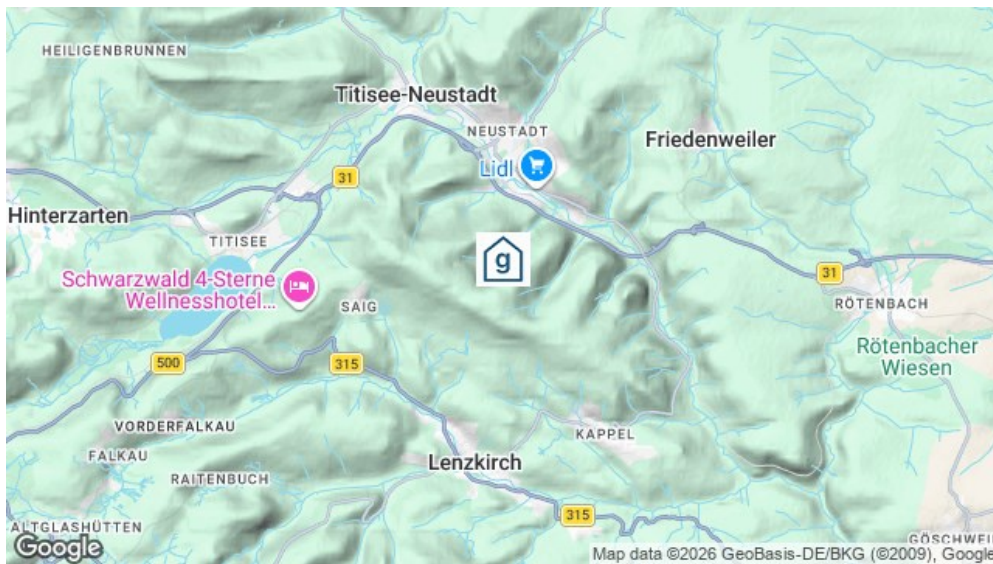 HEILIGENBRUNNEN
Titisee-Neustadt
NEUSTADT
Friedenweiler
Lidl
31
Hinterzarten
TITISEE
g
Schwarzwald 4-Sterne
Wellnesshotel...
SAIG
31
RÖTENBACH
Rötenbacher
Wiesen
500
315
VORDERFALKAU
KAPPEL
FALKAU
Lenzkirch
RAITENBUCH
315
ALTGLASHÜTTEN
GÖSCHWEI
Google
Map data ©2026 GeoBasis-DE/BKG (©2009), Google